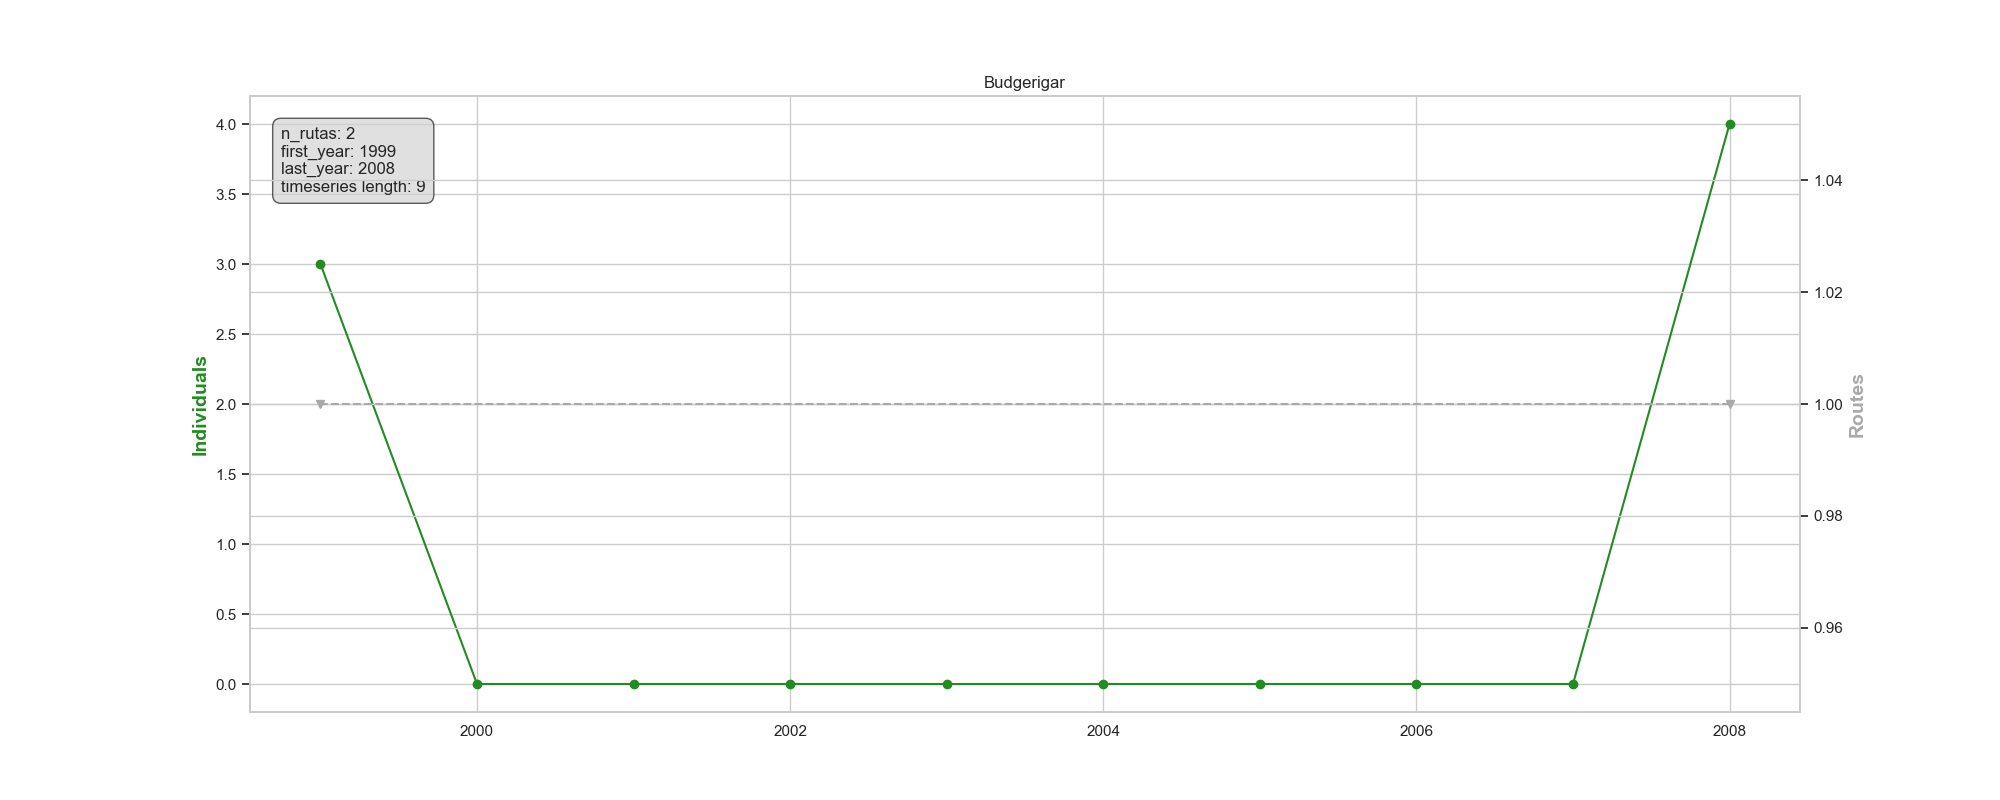 Budgerigar
n_rutas: 2
first_year: 1999
last_year: 2008
timeseries length: 9
Individuals
4.0
3.5
3.0
2.5
2.0
1.5
1.0
0.5
0.0
1.04
1.02
1.00
0.98
0.96
Routes
2000 2002 2004 2006 2008